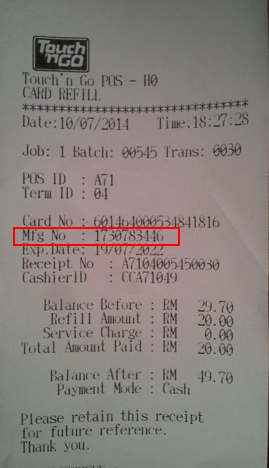 Touch
'n GO
Touch'n Go POS - HQ
CARD REFILL
*******************************
Date:10/07/2014 Time:18:27:28
Job: 1 Batch: 00545 Trans: 0030
POS ID : A71
Term ID : 04
Card No : 601464000534841816
Mfg No : 1730783446
Exp.Date: 19/07/2022
Receipt No : A7104005450030
CashierID : CCA71049
Balance Before : RM 29.70
Refill Amount : RM 20.00
Service Charge : RM 0.00
Total Amount Paid : RM 20.00
Balance After : RM 49.70
Payment Mode : Cash
Please retain this receipt
for future reference.
Thank you.